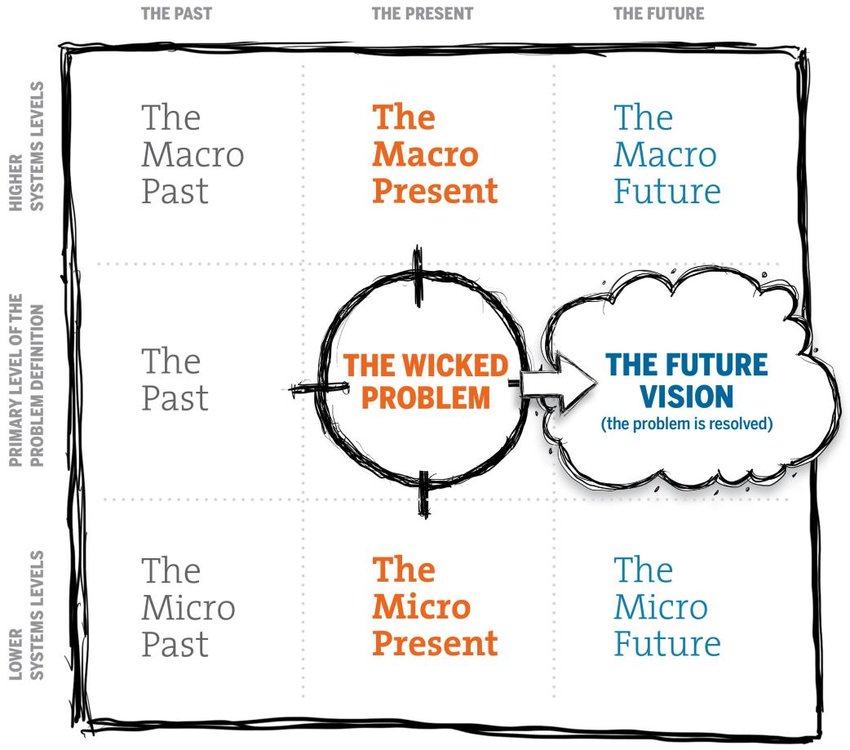 THE PAST
THE PRESENT
THE FUTURE
HIGHER
SYSTEMS LEVELS
The
Macro
Past
The
Macro
Present
The
Macro
Future
PRIMARY LEVEL OF THE
PROBLEM DEFINITION
The
Past
THE WICKED
PROBLEM
THE FUTURE
VISION
(the problem is resolved)
LOWER
SYSTEMS LEVELS
The
Micro
Past
The
Micro
Present
The
Micro
Future